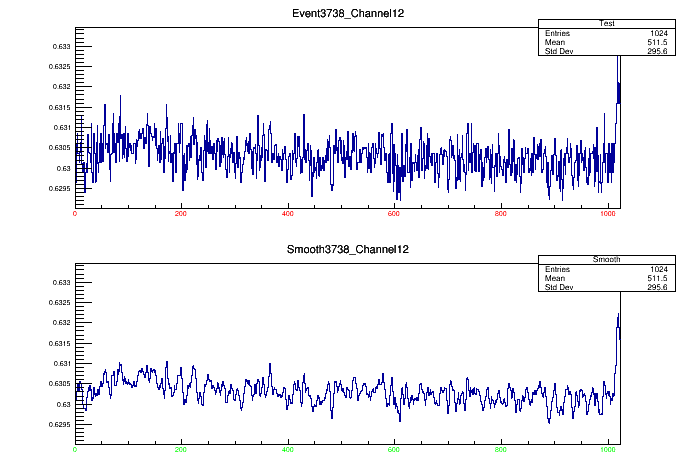 Event3738_Channel12
Test
Entries 1024
Mean 511.5
Std Dev 295.6
0.633
0.6325
0.632
0.6315
0.631
0.6305
0.63
0.6295
0 200 400 600 800 1000
Smooth3738_Channel12
Smooth
Entries 1024
Mean 511.5
Std Dev 295.6
0.633
0.6325
0.632
0.6315
0.631
0.6305
0.63
0.6295
0 200 400 600 800 1000